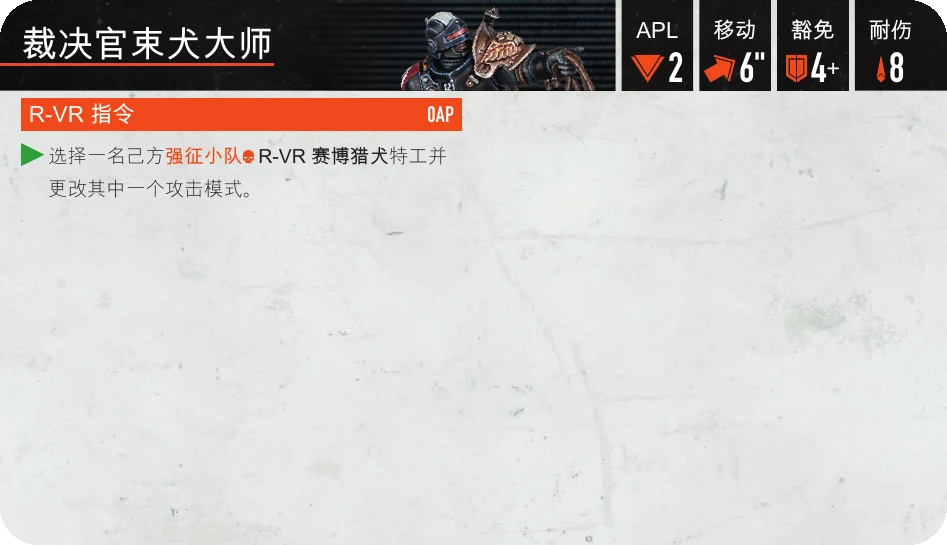 裁决官束犬大师
APL 移动 豁免 耐伤
2 6" 4+ 8
R-VR 指令 0AP
选择一名己方强征小队R-VR 赛博猎犬特工并
更改其中一个攻击模式。